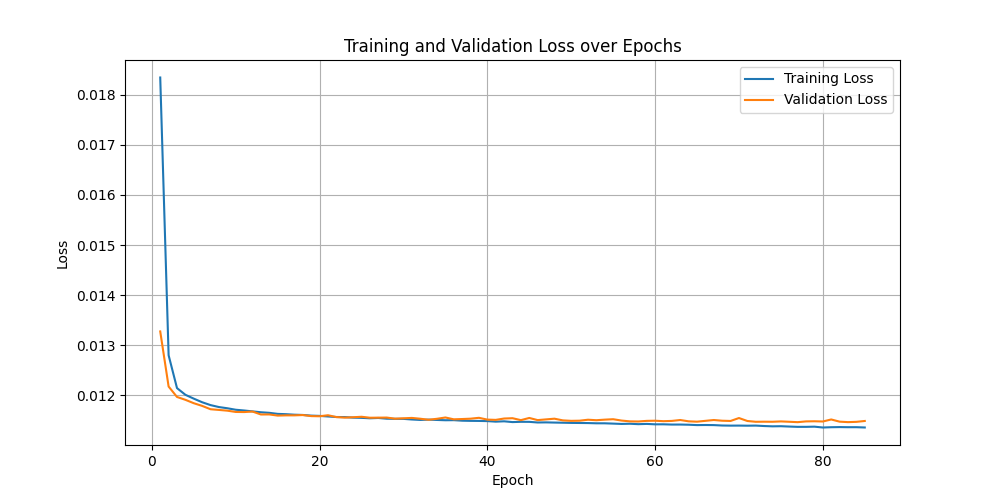 Training and Validation Loss over Epochs
Training Loss
Validation Loss
0.018
0.017
0.016
0.015
0.014
0.013
0.012
Loss
0
20
40
60
80
Epoch